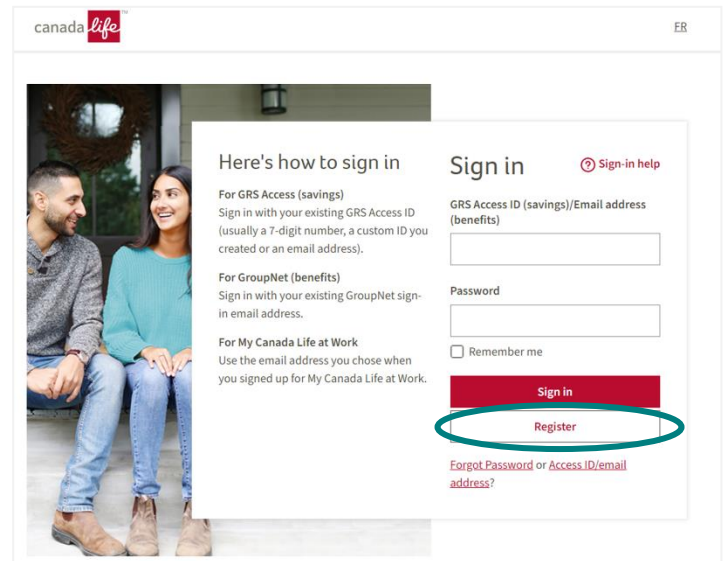 canada life™
FR
Here's how to sign in
For GRS Access (savings)
Sign in with your existing GRS Access ID
(usually a 7-digit number, a custom ID you
created or an email address).
For GroupNet (benefits)
Sign in with your existing GroupNet sign-
in email address.
For My Canada Life at Work
Use the email address you chose when
you signed up for My Canada Life at Work.
Sign in
? Sign-in help
GRS Access ID (savings)/Email address
(benefits)
Password
Remember me
Sign in
Register
Forgot Password or Access ID/email
address?